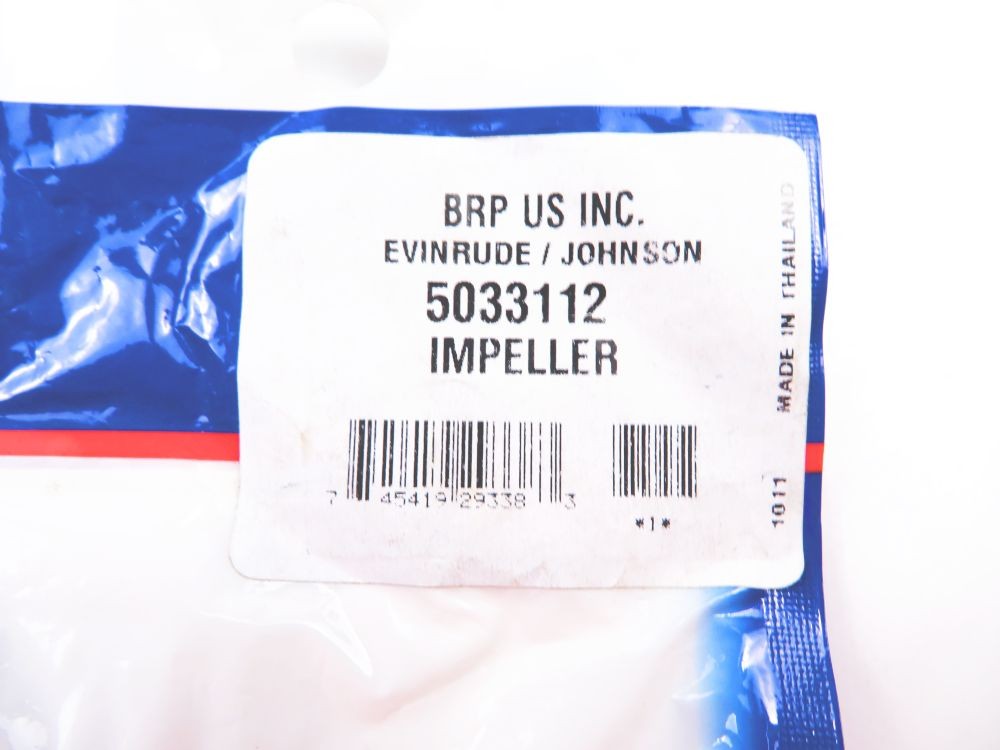 BRP US INC.
EVINRUDE / JOHNSON
5033112
IMPELLER
7 45419 29338 3
*1*
MADE IN THAILAND
1011